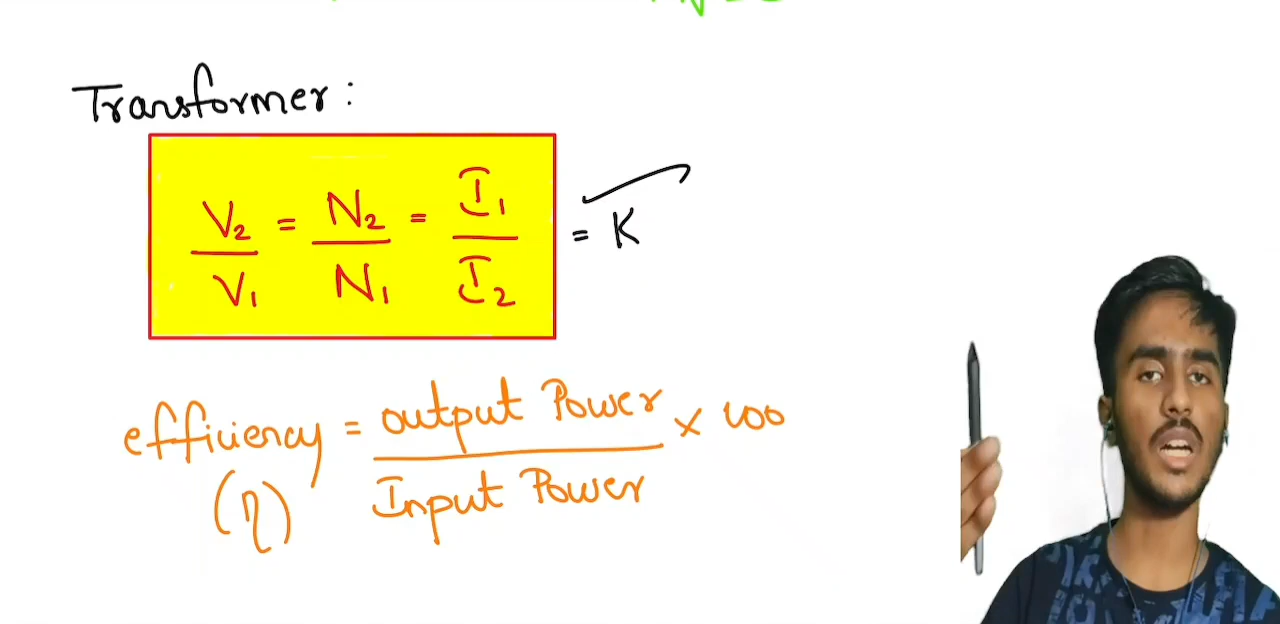 Transformer :
V₂/V₁ = N₂/N₁ = I₁/I₂ = K
efficiency (η) = output Power / Input Power × 100